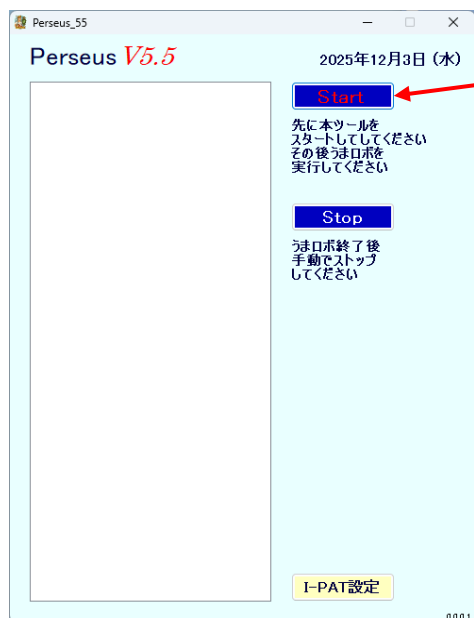 Perseus_55
Perseus V5.5
2025年12月3日 (水)
Start
先に本ツールを
スタートしてしてください
その後うまロボを
実行してください
Stop
うまロボ終了後
手動でストップ
してください
I-PAT設定